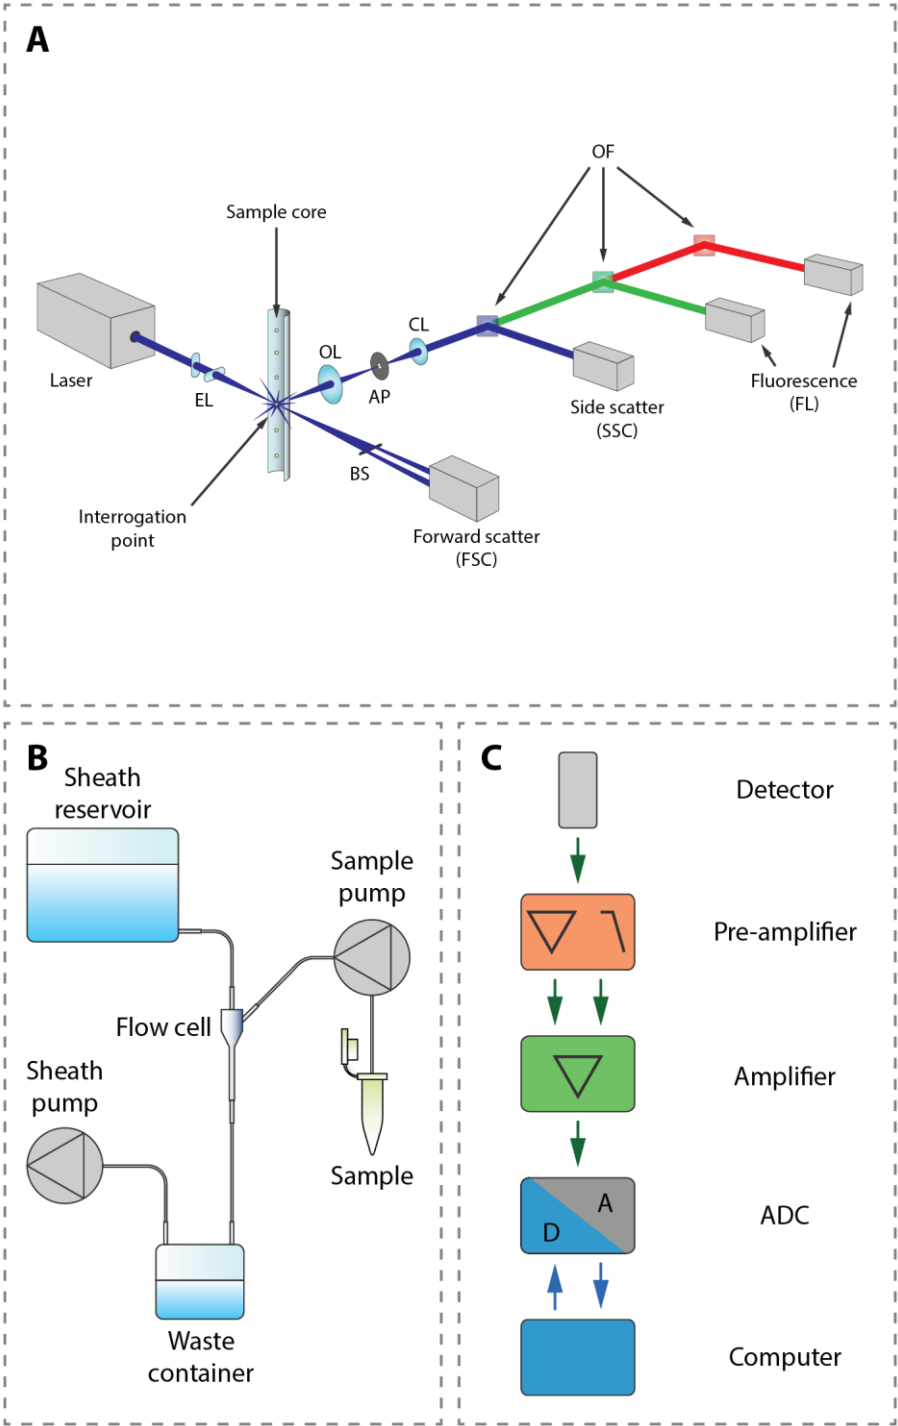 A
OF
Sample core
CL
OL
Laser
EL
AP
Fluorescence
(FL)
Side scatter
(SSC)
BS
Interrogation
point
Forward scatter
(FSC)
B
Sheath
reservoir
Sample
pump
Flow cell
Sheath
pump
Sample
Waste
container
C
Detector
Pre-amplifier
Amplifier
A
D
ADC
Computer